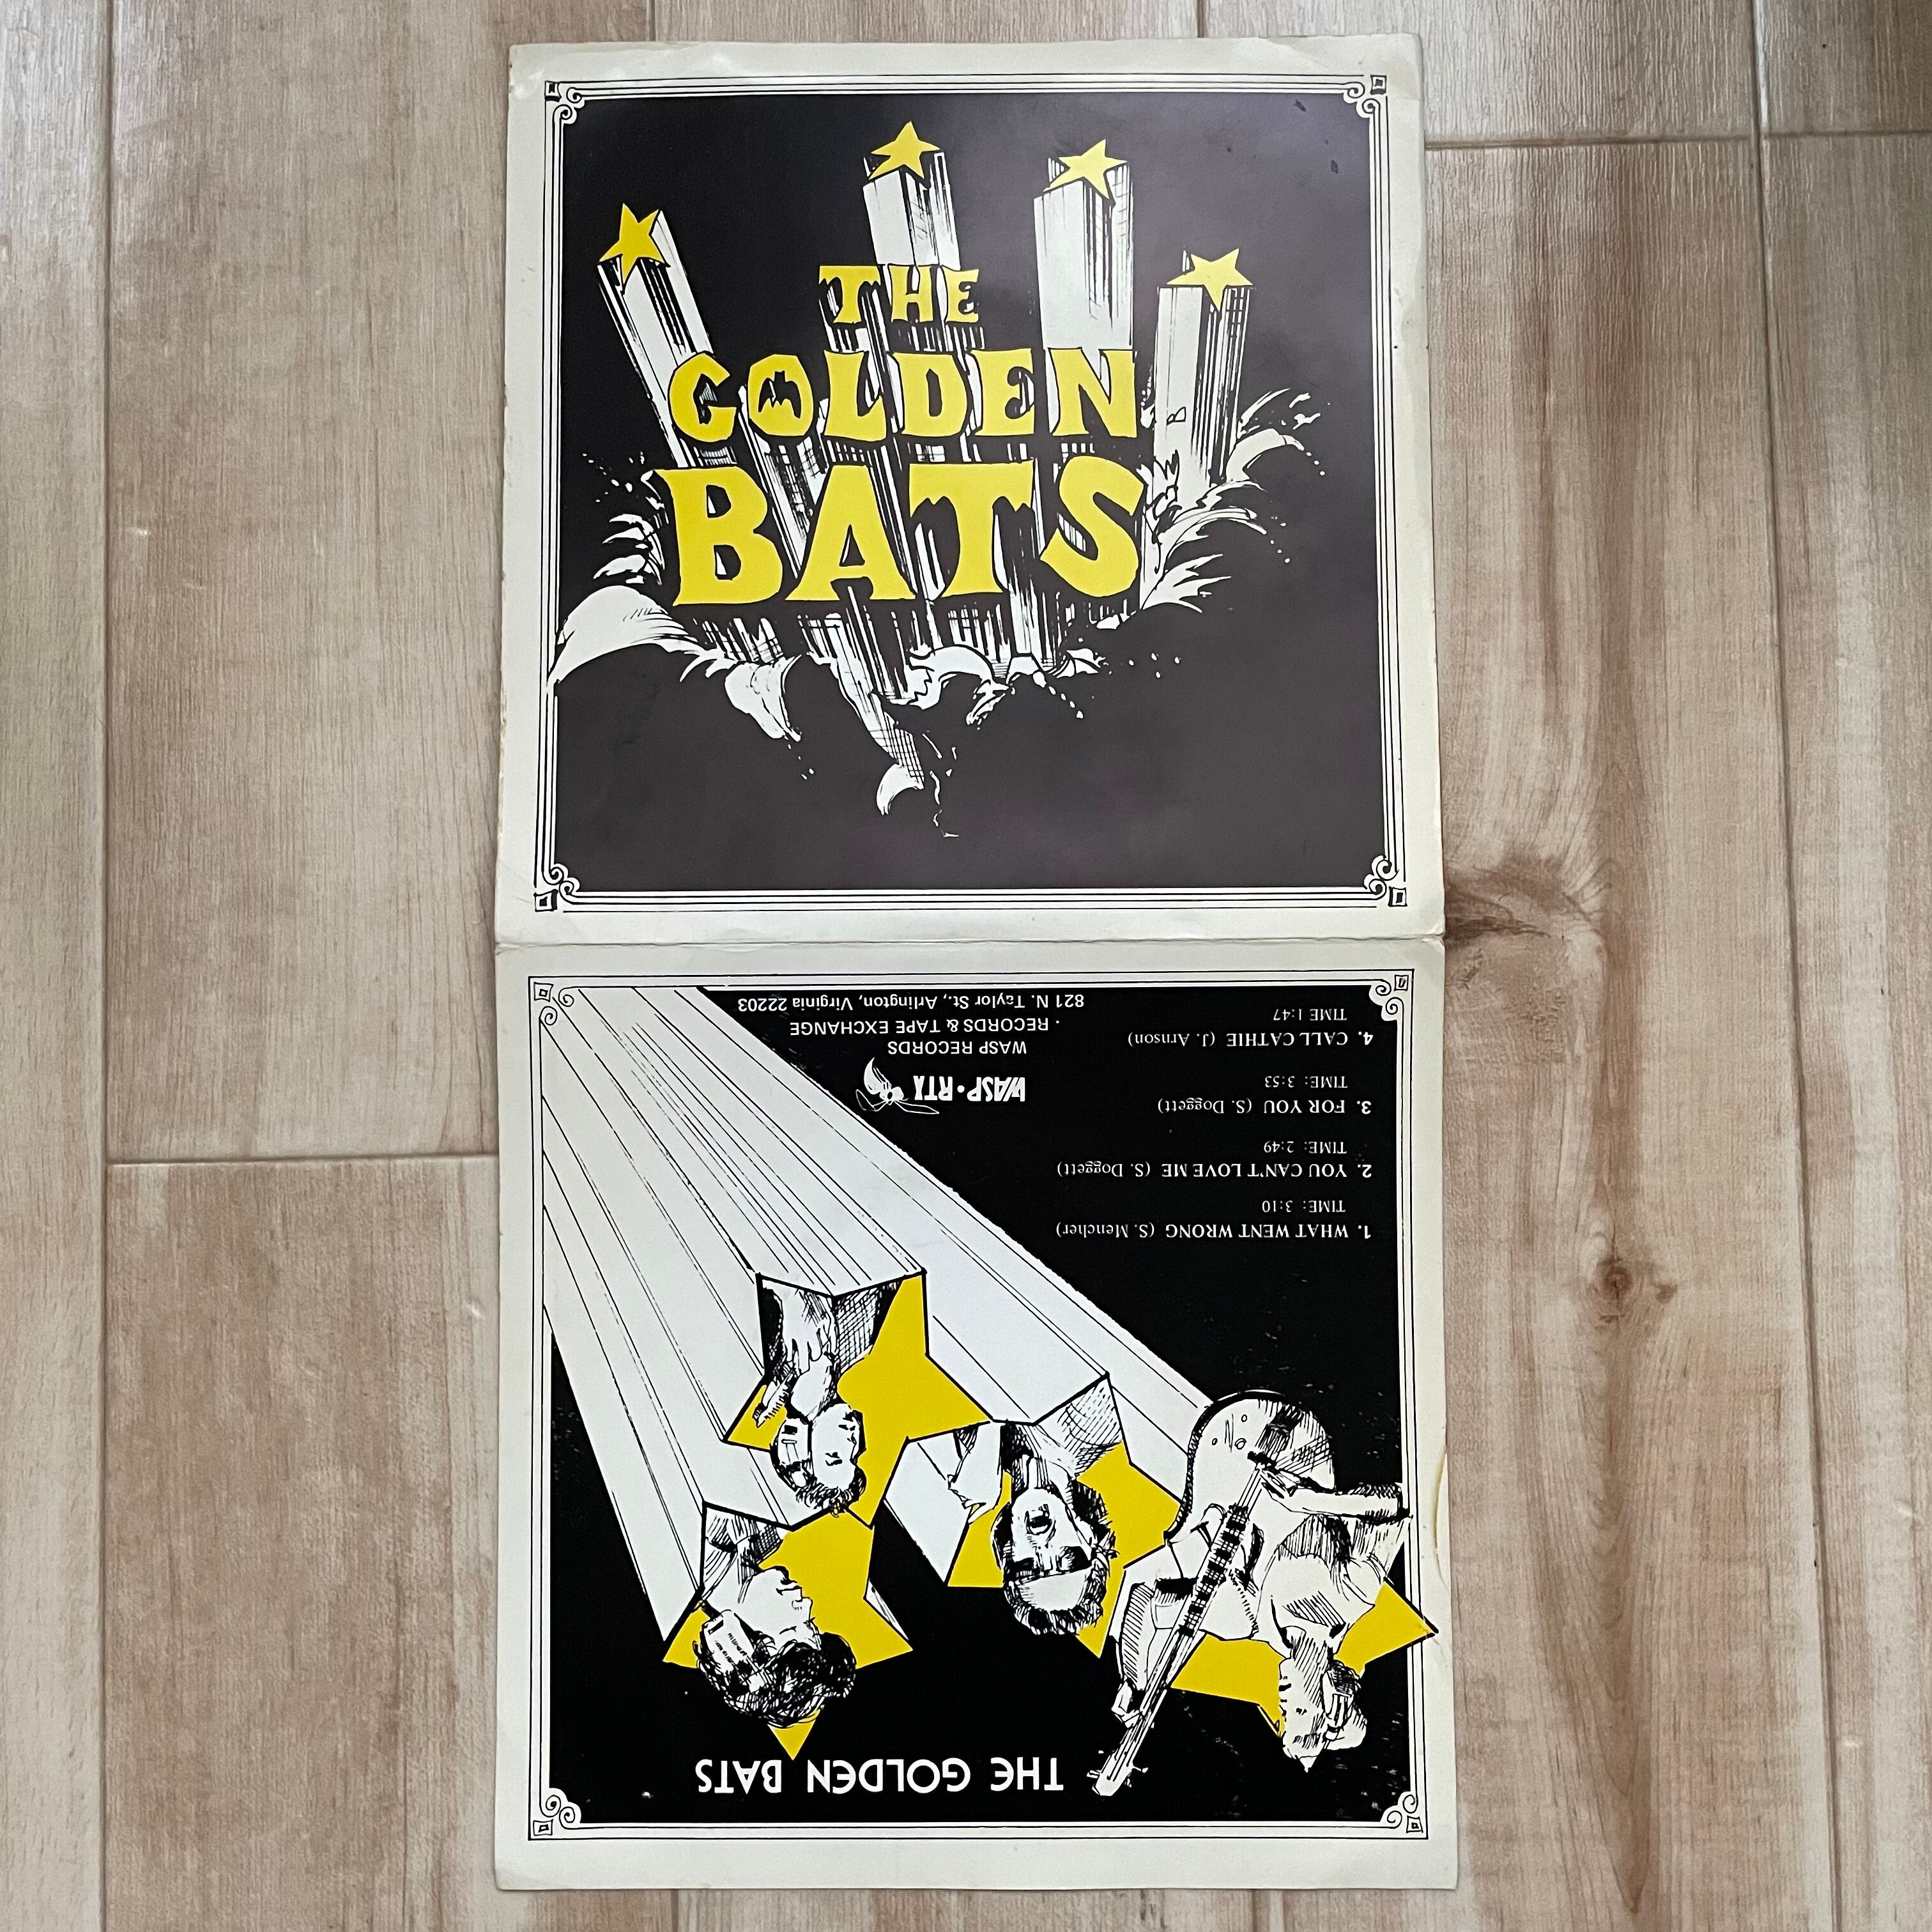 THE
GOLDEN
BATS
THE GOLDEN BATS
1. WHAT WENT WRONG (S. Mencher)
TIME: 3:10
2. YOU CAN'T LOVE ME (S. Doggett)
TIME: 2:49
3. FOR YOU (S. Doggett)
TIME: 3:53
4. CALL CATHIE (J. Arnson)
TIME 1:47
WASP•RTX
WASP RECORDS
• RECORDS & TAPE EXCHANGE
821 N. Taylor St., Arlington, Virginia 22203